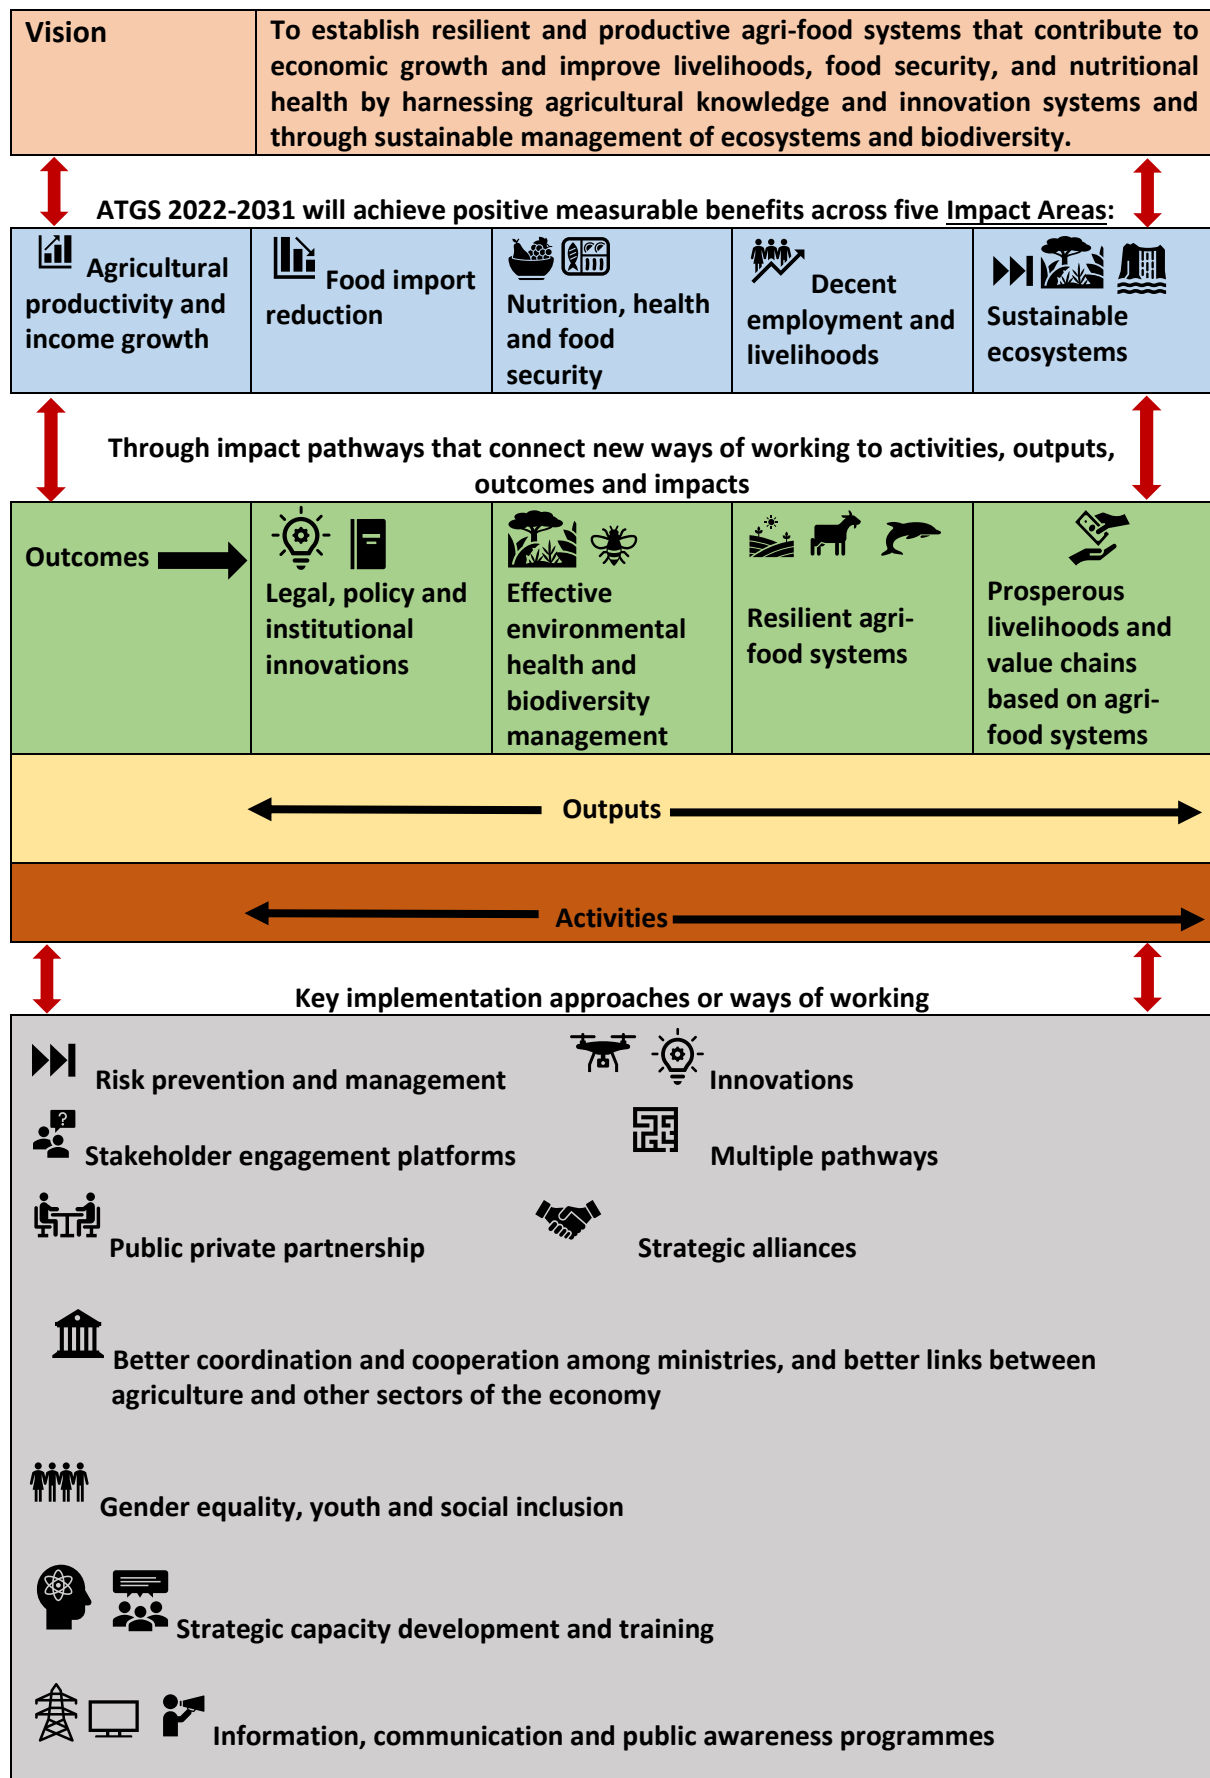 Vision
To establish resilient and productive agri-food systems that contribute to
economic growth and improve livelihoods, food security, and nutritional
health by harnessing agricultural knowledge and innovation systems and
through sustainable management of ecosystems and biodiversity.
ATGS 2022-2031 will achieve positive measurable benefits across five Impact Areas:
Agricultural
productivity and
income growth
Food import
reduction
Nutrition, health
and food
security
Decent
employment and
livelihoods
Sustainable
ecosystems
Through impact pathways that connect new ways of working to activities, outputs,
outcomes and impacts
Outcomes
Legal, policy and
institutional
innovations
Effective
environmental
health and
biodiversity
management
Resilient agri-
food systems
Prosperous
livelihoods and
value chains
based on agri-
food systems
Outputs
Activities
Key implementation approaches or ways of working
Risk prevention and management
Innovations
?
Stakeholder engagement platforms
Multiple pathways
Public private partnership
Strategic alliances
Better coordination and cooperation among ministries, and better links between
agriculture and other sectors of the economy
Gender equality, youth and social inclusion
Strategic capacity development and training
Information, communication and public awareness programmes